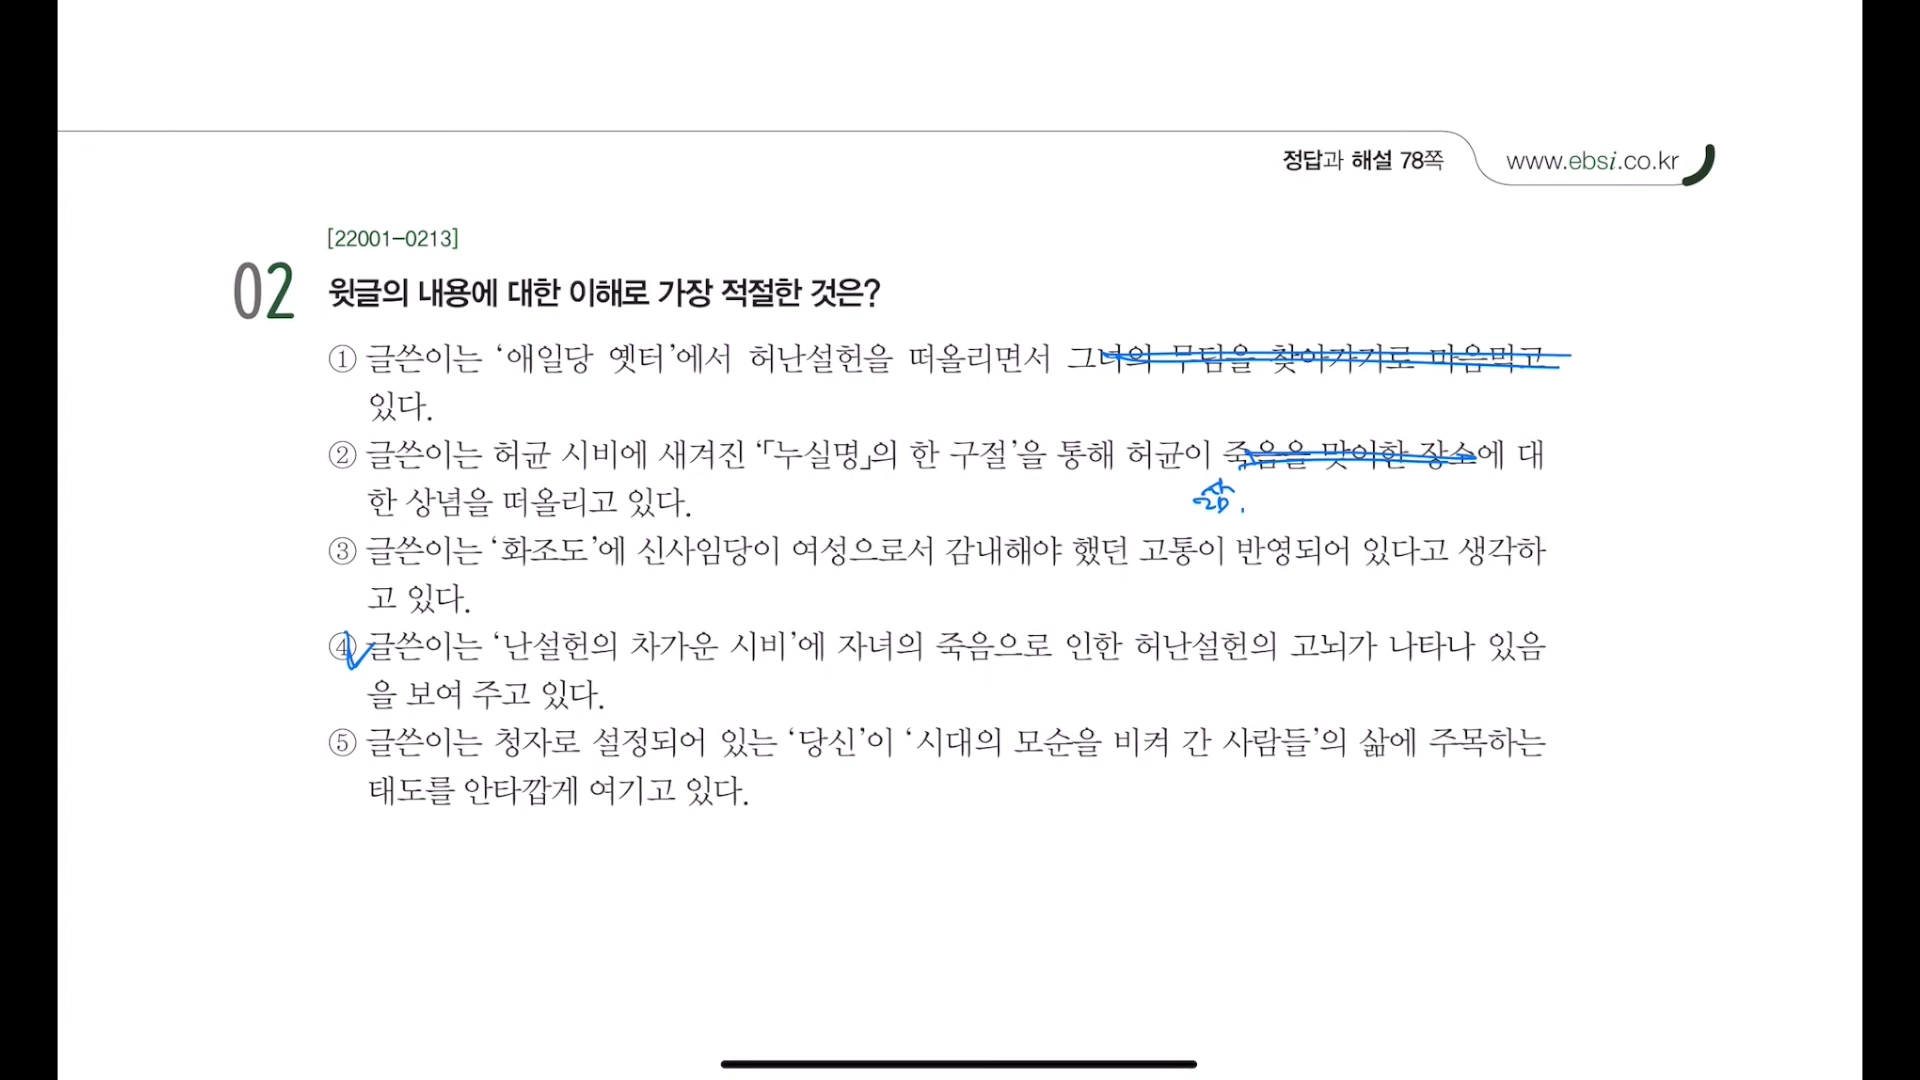 정답과 해설 78쪽
www.ebsi.co.kr
[22001-0213]
02 윗글의 내용에 대한 이해로 가장 적절한 것은?
① 글쓴이는 ‘애일당 옛터’에서 허난설헌을 떠올리면서 그녀의 무덤을 찾아가기로 마음먹고
있다.
② 글쓴이는 허균 시비에 새겨진 ‘「누실명」의 한 구절’을 통해 허균이 죽음을 맞이한 장소에 대
한 상념을 떠올리고 있다.
삶.
③ 글쓴이는 ‘화조도’에 신사임당이 여성으로서 감내해야 했던 고통이 반영되어 있다고 생각하
고 있다.
④ 글쓴이는 ‘난설헌의 차가운 시비’에 자녀의 죽음으로 인한 허난설헌의 고뇌가 나타나 있음
을 보여 주고 있다.
⑤ 글쓴이는 청자로 설정되어 있는 ‘당신’이 ‘시대의 모순을 비켜 간 사람들’의 삶에 주목하는
태도를 안타깝게 여기고 있다.